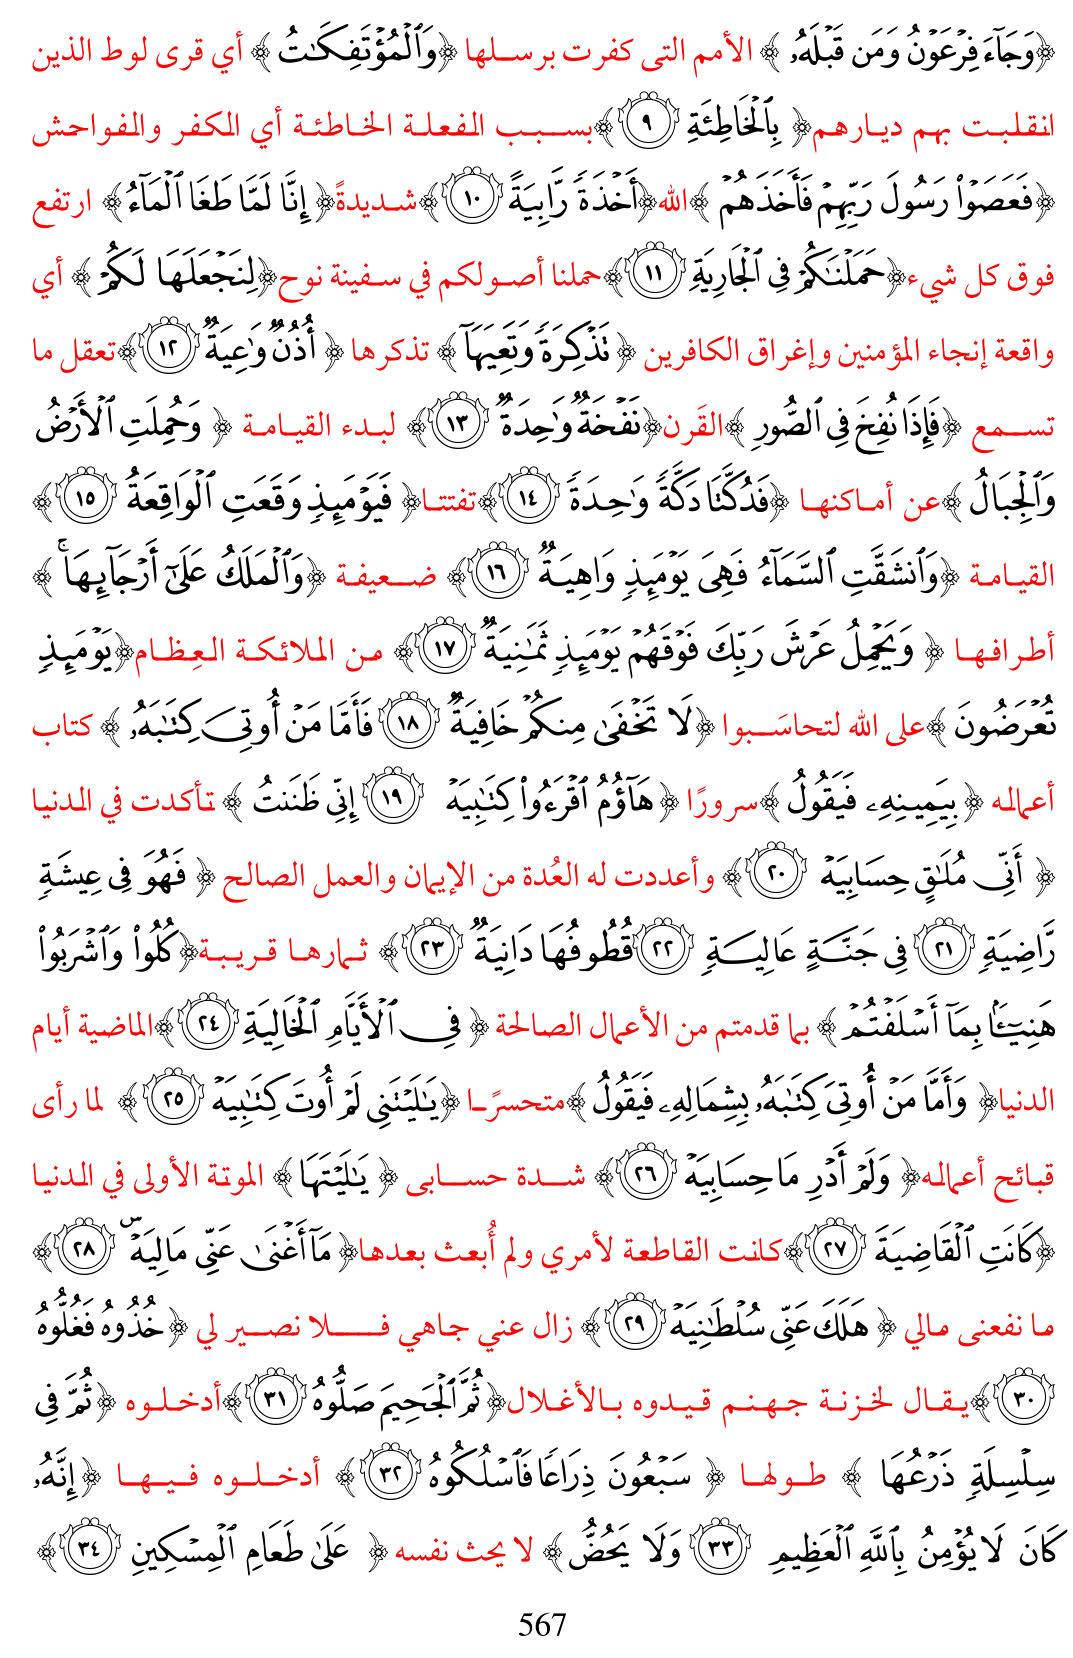 ﴿وَجَآءَ فِرْعَوْنُ وَمَن قَبْلَهُۥ ﴾ الأمم التى كفرت برسلها ﴿وَٱلْمُؤْتَفِكَٰتُ ﴾ أي قرى لوط الذين
انقلبت بهم ديارهم﴿ بِٱلْخَاطِئَةِ ٩﴾بسبب الفعلة الخاطئة أي الكفر والفواحش
﴿فَعَصَوْا۟ رَسُولَ رَبِّهِمْ فَأَخَذَهُمْ ﴾الله﴿أَخْذَةً رَّابِيَةً ١٠﴾شديدةً﴿ إِنَّا لَمَّا طَغَا ٱلْمَآءُ﴾ ارتفع
فوق كل شيء﴿حَمَلْنَٰكُمْ فِى ٱلْجَارِيَةِ ١١﴾حملنا أصولكم في سفينة نوح﴿لِنَجْعَلَهَا لَكُمْ ﴾ أي
واقعة إنجاء المؤمنين وإغراق الكافرين ﴿ تَذْكِرَةً وَتَعِيَهَآ ﴾ تذكرها ﴿ أُذُنٌ وَٰعِيَةٌ ١٢﴾تعقل ما
تسمع ﴿فَإِذَا نُفِخَ فِى ٱلصُّورِ ﴾القَرن﴿نَفْخَةٌ وَٰحِدَةٌ ١٣﴾ لبدء القيامة ﴿ وَحُمِلَتِ ٱلْأَرْضُ
وَٱلْجِبَالُ ﴾عن أماكنها ﴿فَدُكَّتَا دَكَّةً وَٰحِدَةً ١٤﴾تفتتا﴿ فَيَوْمَئِذٍ وَقَعَتِ ٱلْوَاقِعَةُ ١٥﴾
القيامة ﴿وَٱنشَقَّتِ ٱلسَّمَآءُ فَهِىَ يَوْمَئِذٍ وَاهِيَةٌ ١٦﴾ ضعيفة ﴿وَٱلْمَلَكُ عَلَىٰٓ أَرْجَآئِهَا ۚ ﴾
أطرافها ﴿ وَيَحْمِلُ عَرْشَ رَبِّكَ فَوْقَهُمْ يَوْمَئِذٍ ثَمَٰنِيَةٌ ١٧﴾ من الملائكة العِظام﴿يَوْمَئِذٍ
تُعْرَضُونَ ﴾على الله لتحاسَبوا ﴿لَا تَخْفَىٰ مِنكُمْ خَافِيَةٌ ١٨ فَأَمَّا مَنْ أُوتِىَ كِتَٰبَهُۥ ﴾ كتاب
أعماله ﴿ بِيَمِينِهِۦ فَيَقُولُ ﴾سرورًا ﴿ هَآؤُمُ ٱقْرَءُوا۟ كِتَٰبِيَهْ ١٩ إِنِّى ظَنَنتُ ﴾ تأكدت في الدنيا
﴿ أَنِّى مُلَٰقٍ حِسَابِيَهْ ٢٠﴾ وأعددت له العُدة من الإيمان والعمل الصالح ﴿ فَهُوَ فِى عِيشَةٍ
رَّاضِيَةٍ ٢١ فِى جَنَّةٍ عَالِيَةٍ ٢٢ قُطُوفُهَا دَانِيَةٌ ٢٣﴾ ثمارها قريبة﴿كُلُوا۟ وَٱشْرَبُوا۟
هَنِيٓـًٔۢا بِمَآ أَسْلَفْتُمْ ﴾ بما قدمتم من الأعمال الصالحة ﴿ فِى ٱلْأَيَّامِ ٱلْخَالِيَةِ ٢٤﴾الماضية أيام
الدنيا﴿ وَأَمَّا مَنْ أُوتِىَ كِتَٰبَهُۥ بِشِمَالِهِۦ فَيَقُولُ ﴾متحسرًا ﴿يَٰلَيْتَنِى لَمْ أُوتَ كِتَٰبِيَهْ ٢٥﴾ لما رأى
قبائح أعماله﴿ وَلَمْ أَدْرِ مَا حِسَابِيَهْ ٢٦﴾ شدة حسابى ﴿ يَٰلَيْتَهَا ﴾ الموتة الأولى في الدنيا
﴿كَانَتِ ٱلْقَاضِيَةَ ٢٧﴾كانت القاطعة لأمري ولم أُبعث بعدها﴿ مَآ أَغْنَىٰ عَنِّى مَالِيَهْ ۜ ٢٨﴾
ما نفعنى مالي ﴿ هَلَكَ عَنِّى سُلْطَٰنِيَهْ ٢٩﴾ زال عني جاهي فلا نصير لي ﴿خُذُوهُ فَغُلُّوهُ
٣٠﴾يقال لخزنة جهنم قيدوه بالأغلال﴿ثُمَّ ٱلْجَحِيمَ صَلُّوهُ ٣١﴾أدخلوه ﴿ثُمَّ فِى
سِلْسِلَةٍ ذَرْعُهَا ﴾ طولها ﴿ سَبْعُونَ ذِرَاعًا فَٱسْلُكُوهُ ٣٢﴾ أدخلوه فيها ﴿إِنَّهُۥ
كَانَ لَا يُؤْمِنُ بِٱللَّهِ ٱلْعَظِيمِ ٣٣ وَلَا يَحُضُّ ﴾ لا يحث نفسه ﴿ عَلَىٰ طَعَامِ ٱلْمِسْكِينِ ٣٤﴾
567